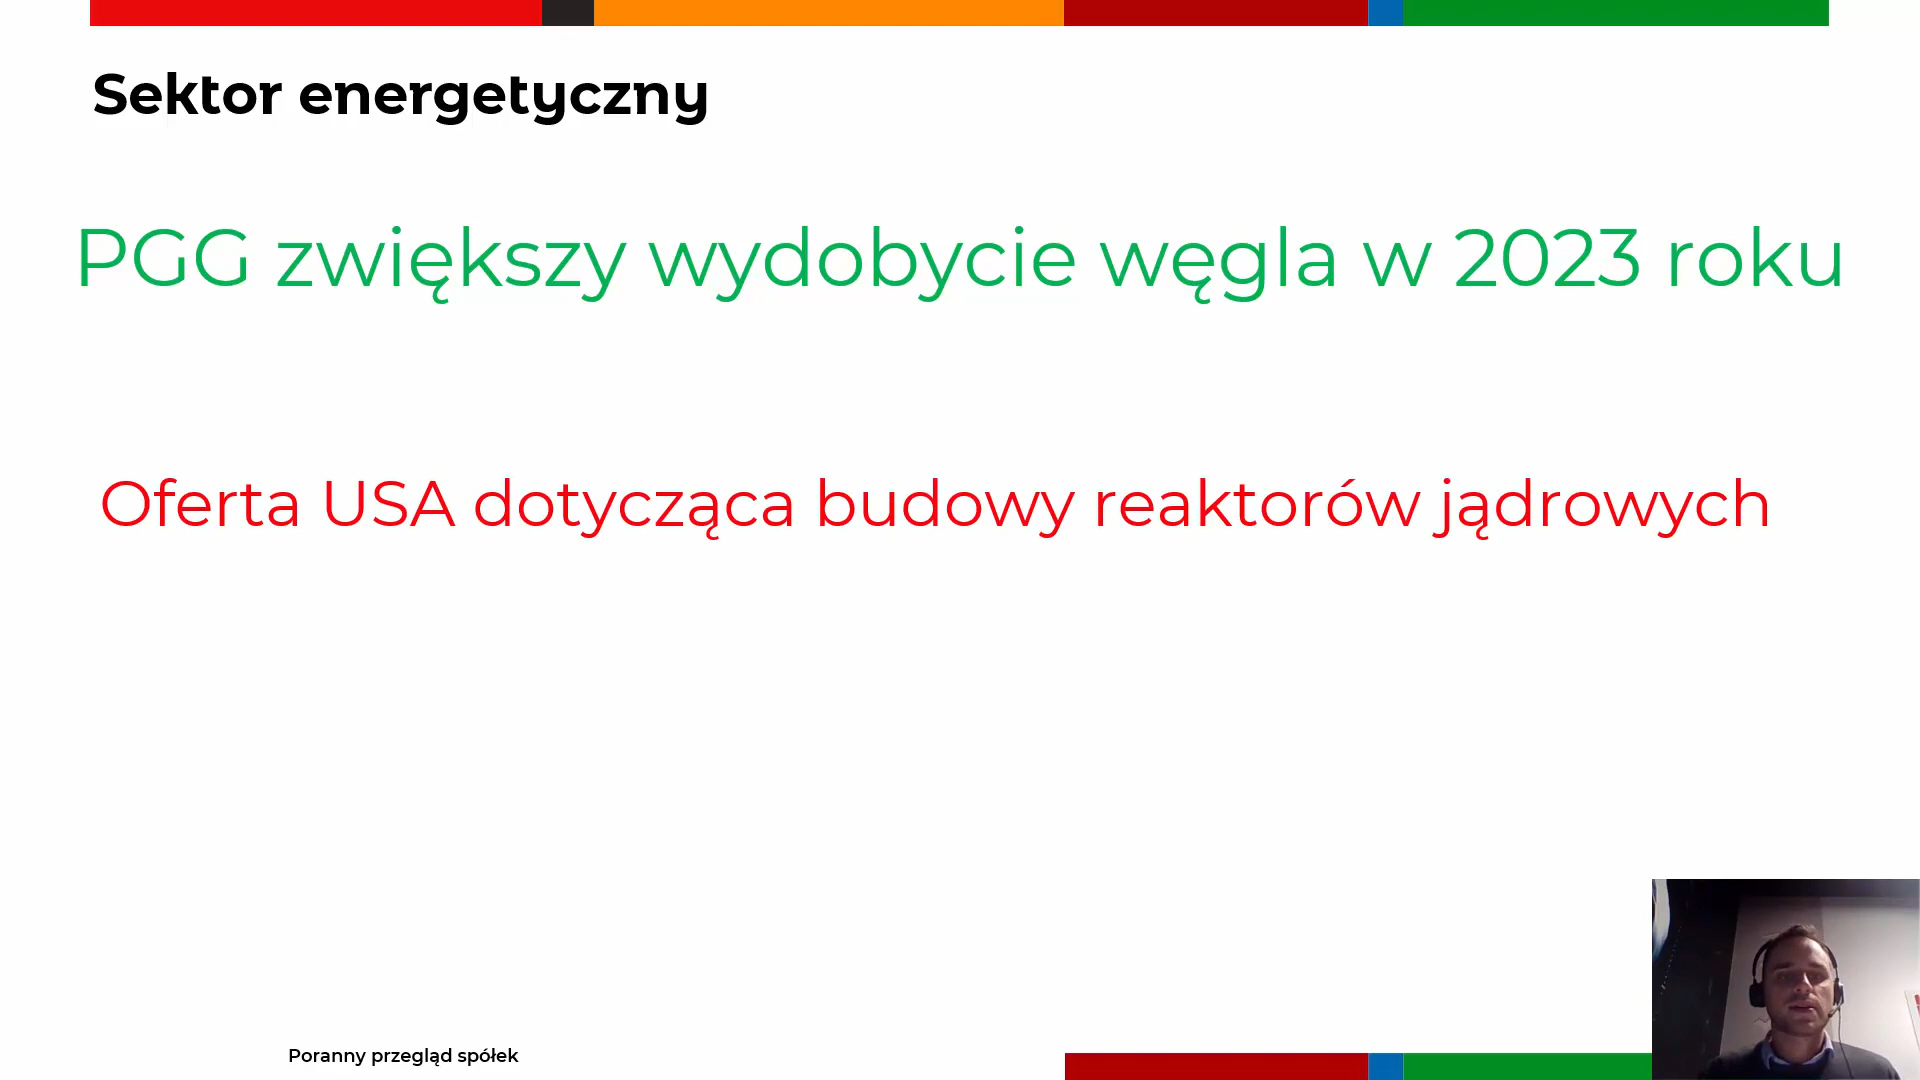 Sektor energetyczny
PGG zwiększy wydobycie węgla w 2023 roku
Oferta USA dotycząca budowy reaktorów jądrowych
Poranny przegląd spółek